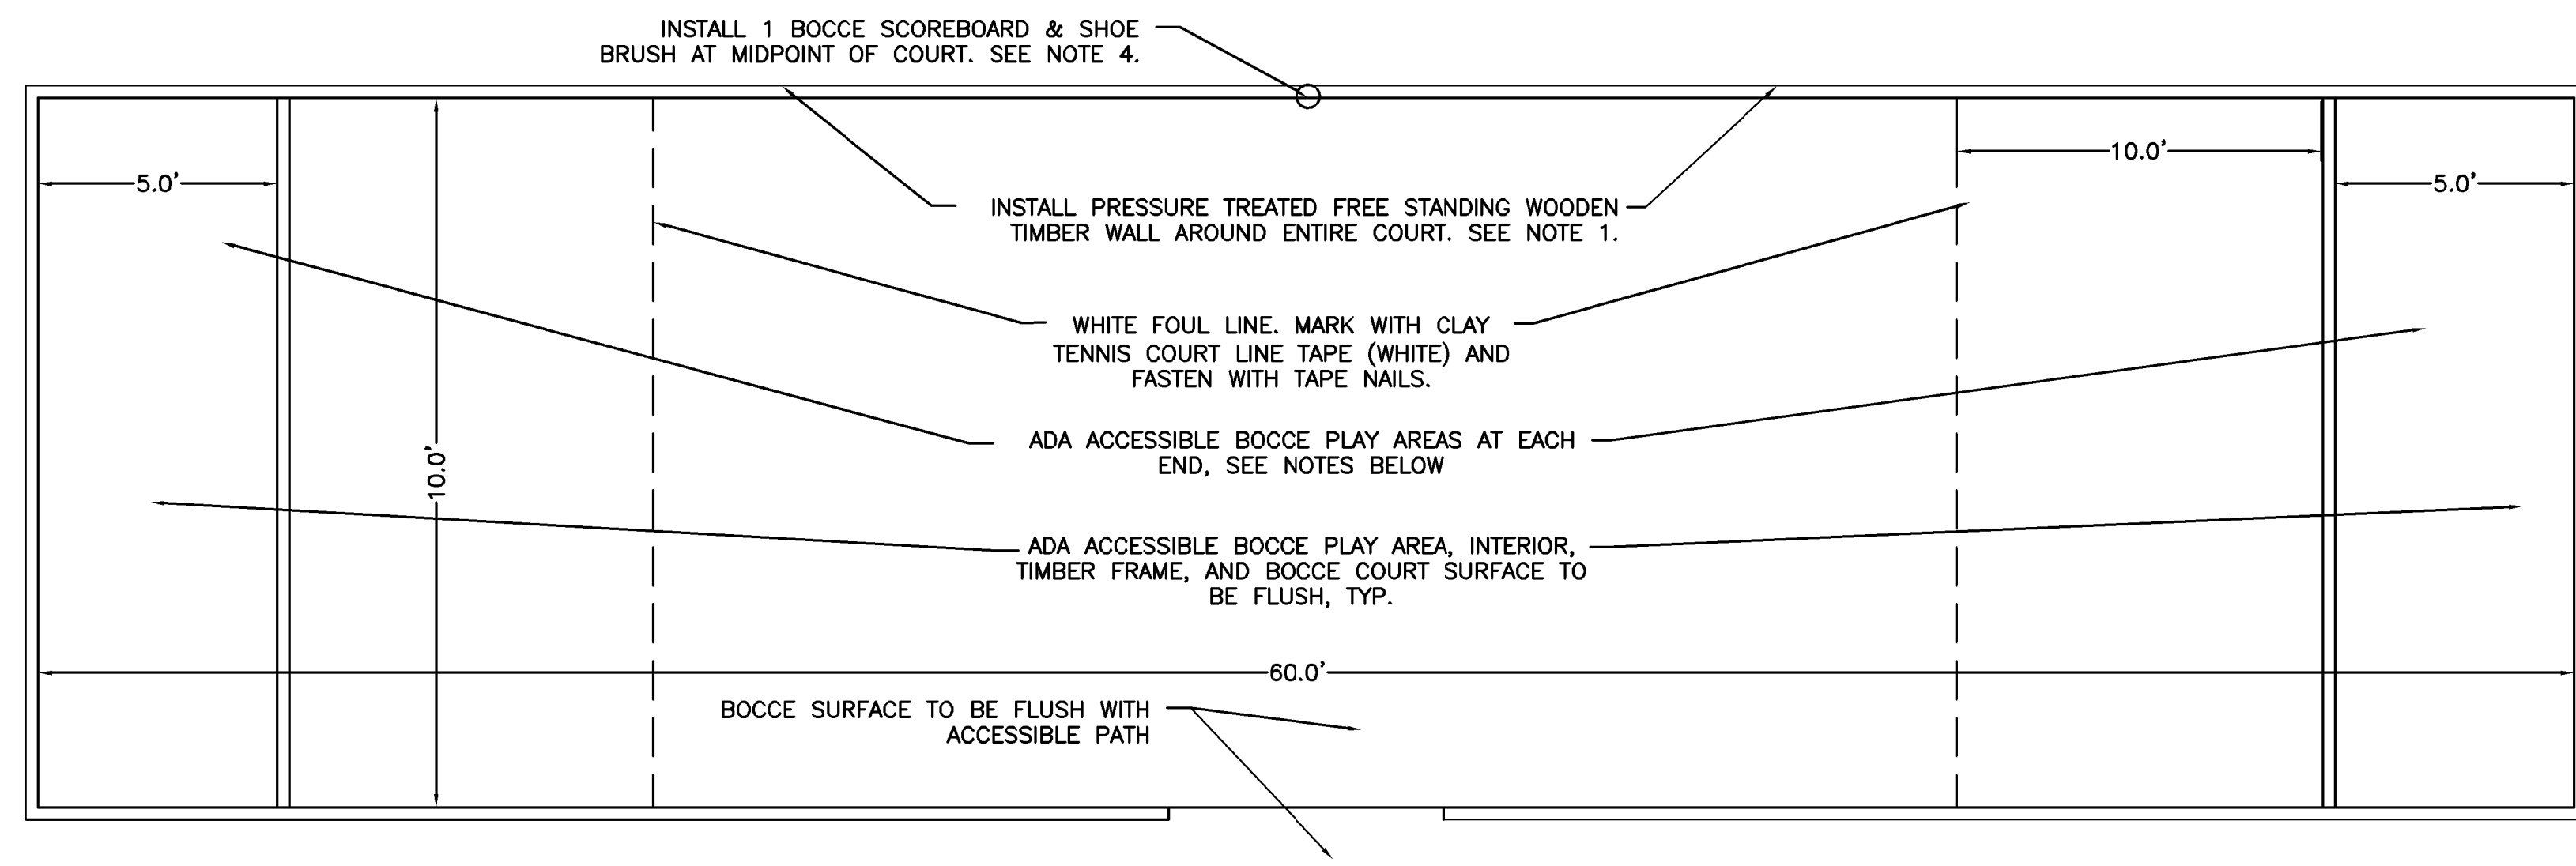 INSTALL 1 BOCCE SCOREBOARD & SHOE
BRUSH AT MIDPOINT OF COURT. SEE NOTE 4.
10.0'
5.0'
5.0'
INSTALL PRESSURE TREATED FREE STANDING WOODEN
TIMBER WALL AROUND ENTIRE COURT. SEE NOTE 1.
WHITE FOUL LINE. MARK WITH CLAY
TENNIS COURT LINE TAPE (WHITE) AND
FASTEN WITH TAPE NAILS.
ADA ACCESSIBLE BOCCE PLAY AREAS AT EACH
END, SEE NOTES BELOW
10.0'
ADA ACCESSIBLE BOCCE PLAY AREA, INTERIOR,
TIMBER FRAME, AND BOCCE COURT SURFACE TO
BE FLUSH, TYP.
60.0'
BOCCE SURFACE TO BE FLUSH WITH
ACCESSIBLE PATH